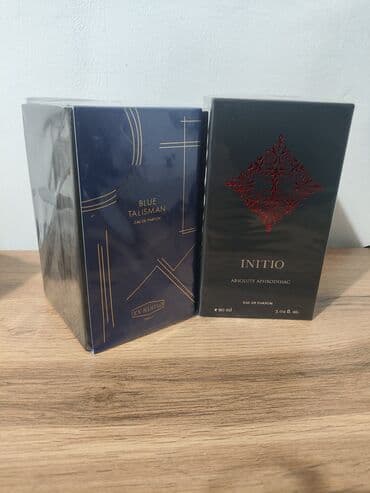 BLUE
TALISMAN
EAU DE PARFUM
EX NIHILO
INITIO
ABSOLUTE APHRODISIAC
EAU DE PARFUM
e 90 ml
3.04 fl. oz.